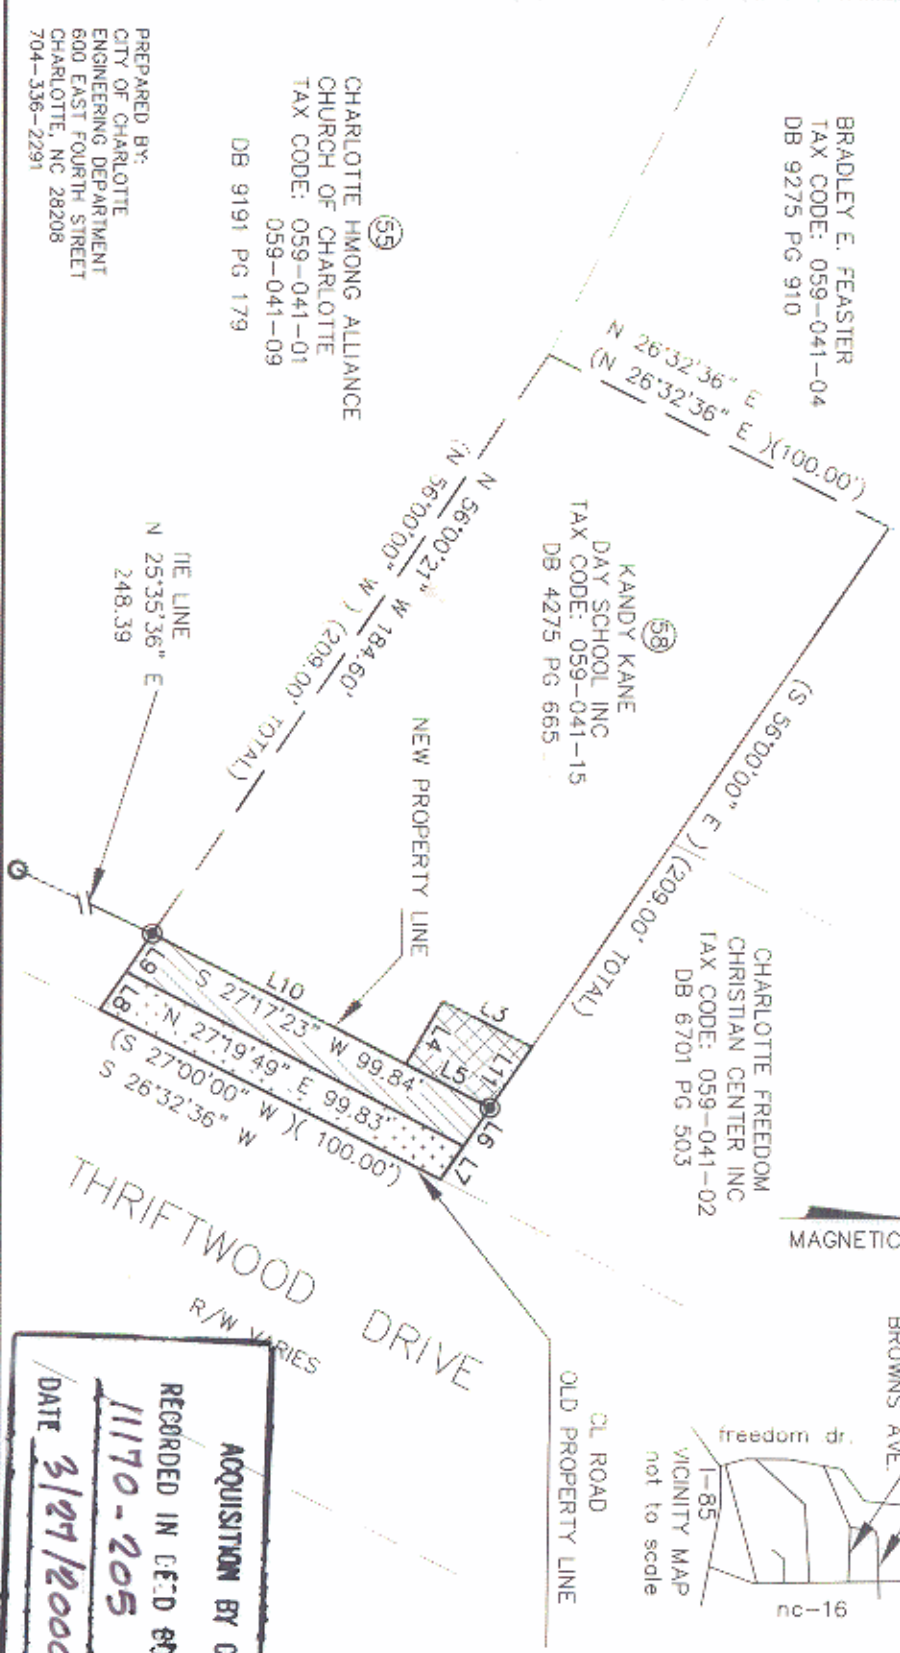 BRADLEY E. FEASTER
TAX CODE: 059-041-04
DB 9275 PG 910
N 26°32'36" E
(N 26°32'36" E )(100.00')
(55)
CHARLOTTE HMONG ALLIANCE
CHURCH OF CHARLOTTE
TAX CODE: 059-041-01
059-041-09
DB 9191 PG 179
PREPARED BY:
CITY OF CHARLOTTE
ENGINEERING DEPARTMENT
600 EAST FOURTH STREET
CHARLOTTE, NC 28208
704-336-2291
(58)
KANDY KANE
DAY SCHOOL INC
TAX CODE: 059-041-15
DB 4275 PG 665
N 56°00'21" W 184.60'
(N 56°00'00" W ) (209.00' TOTAL)
(S 56°00'00" E ) (209.00' TOTAL)
TIE LINE
N 25°35'36" E
248.39
NEW PROPERTY LINE
CHARLOTTE FREEDOM
CHRISTIAN CENTER INC
TAX CODE: 059-041-02
DB 6701 PG 503
L3
L4
L11
L5
L6
L7
L10
L9
L8
S 27°17'23" W 99.84'
N 27°19'49" E 99.83'
(S 27°00'00" W )( 100.00')
S 26°32'36" W
THRIFTWOOD DRIVE
R/W VARIES
MAGNETIC
BROWNS AVE.
freedom dr.
I-85
nc-16
VICINITY MAP
not to scale
CL ROAD
OLD PROPERTY LINE
ACQUISITION BY C
RECORDED IN DEED BO
11170-205
DATE 3/27/2000